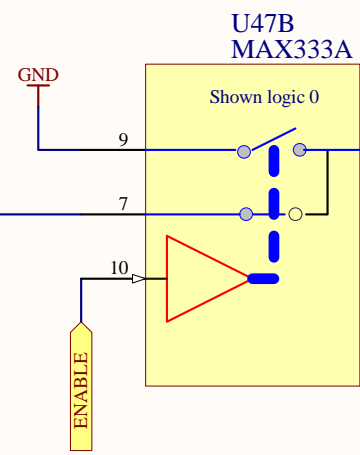 U47B
MAX333A
GND
Shown logic 0
9
7
10
ENABLE